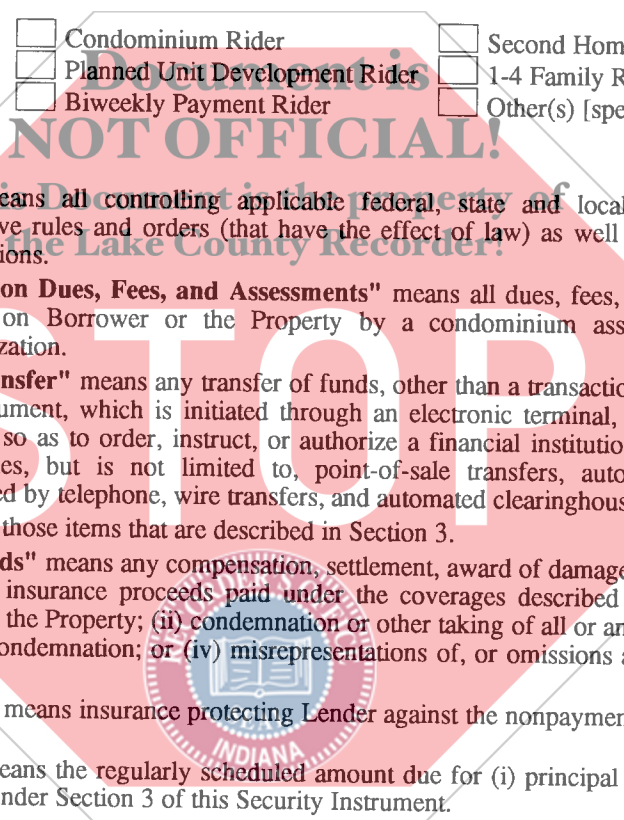 Condominium Rider
Second Hom
Planned Unit Development Rider
1-4 Family R
Biweekly Payment Rider
Other(s) [spe
Document is
NOT OFFICIAL!
is Document is the property of
the Lake County Recorder!
eans all controlling applicable federal, state and local
ve rules and orders (that have the effect of law) as well
ions.
on Dues, Fees, and Assessments" means all dues, fees,
on Borrower or the Property by a condominium ass
zation.
nsfer" means any transfer of funds, other than a transactio
ument, which is initiated through an electronic terminal,
so as to order, instruct, or authorize a financial institutio
es, but is not limited to, point-of-sale transfers, auto
ed by telephone, wire transfers, and automated clearinghous
STOP
those items that are described in Section 3.
ds" means any compensation, settlement, award of damage
insurance proceeds paid under the coverages described
the Property; (ii) condemnation or other taking of all or an
ondemnation; or (iv) misrepresentations of, or omissions a
means insurance protecting Lender against the nonpaymen
eans the regularly scheduled amount due for (i) principal
nder Section 3 of this Security Instrument.
RECORDER'S OFFICE
SEAL
INDIANA